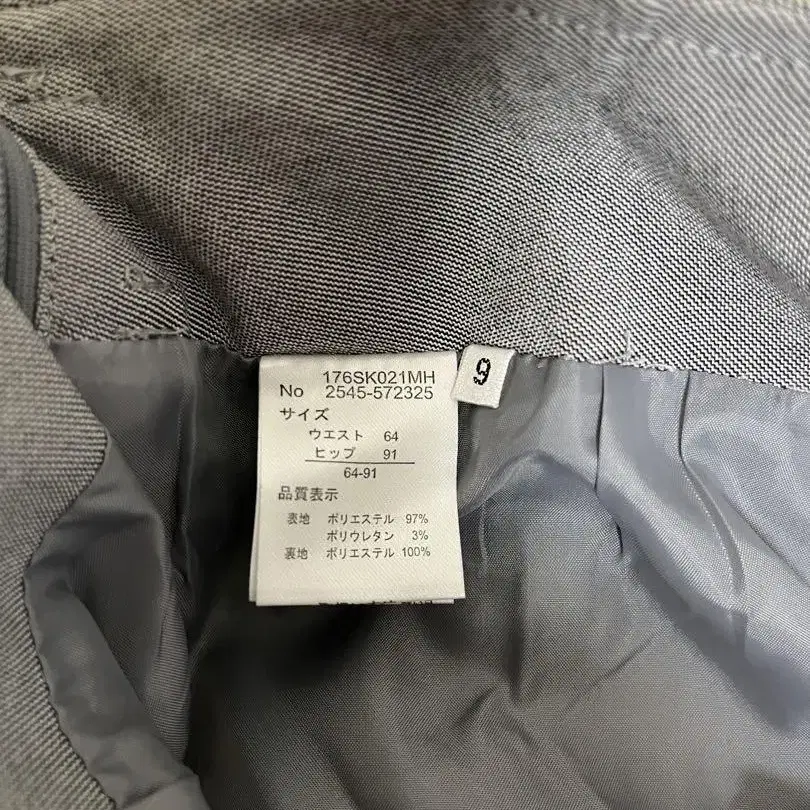 176SK021MH
No 2545-572325
サイズ
ウエスト 64
ヒップ 91
64-91
品質表示
表地 ポリエステル 97%
ポリウレタン 3%
裏地 ポリエステル 100%
9